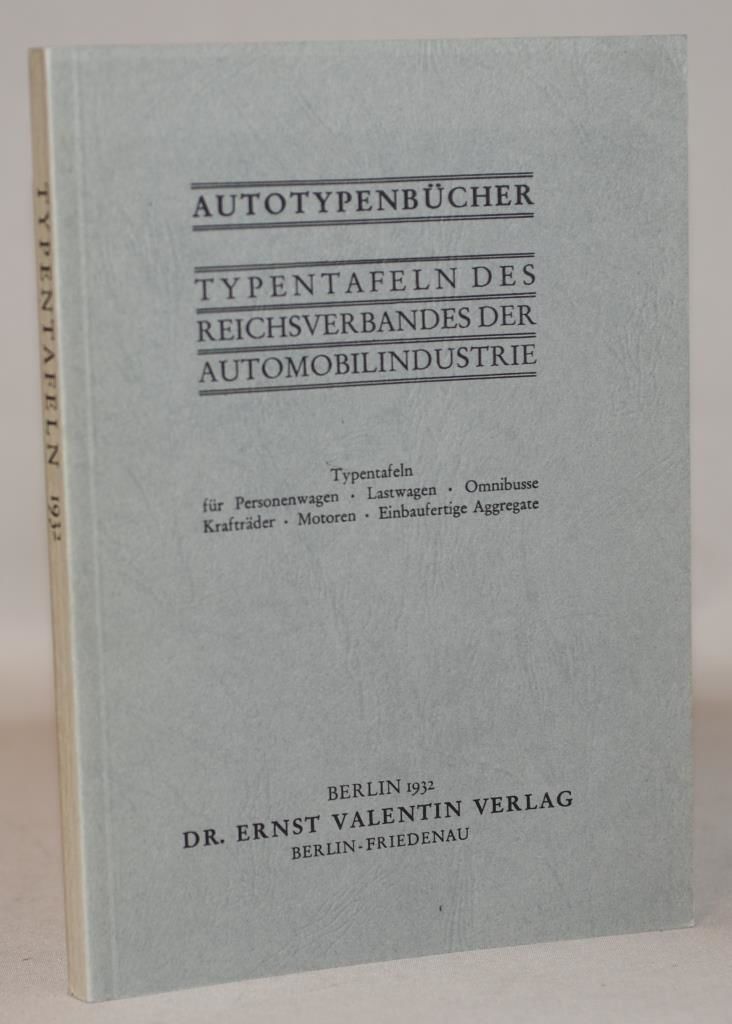 TYPENTAFELN 1932
AUTOTYPENBÜCHER
TYPENTAFELN DES
REICHSVERBANDES DER
AUTOMOBILINDUSTRIE
Typentafeln
für Personenwagen · Lastwagen · Omnibusse
Krafträder · Motoren · Einbaufertige Aggregate
BERLIN 1932
DR. ERNST VALENTIN VERLAG
BERLIN-FRIEDENAU